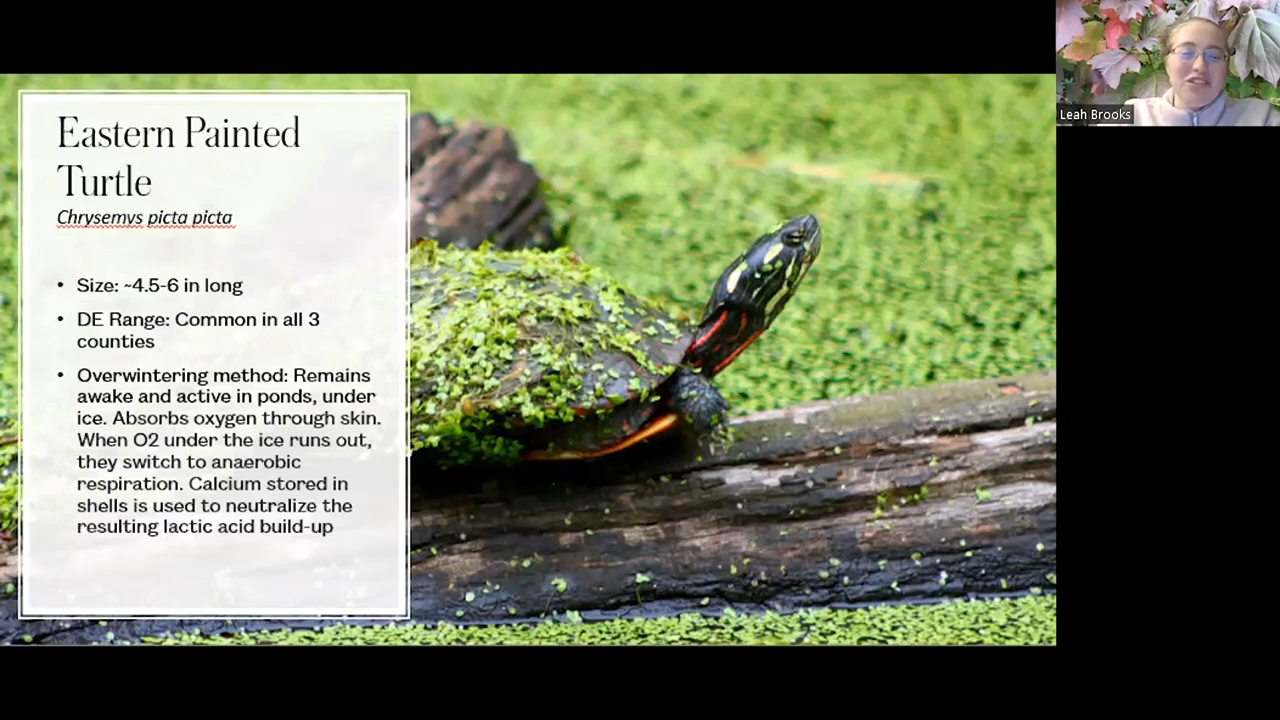 Eastern Painted
Turtle
Chrysemys picta picta
• Size: ~4.5-6 in long
• DE Range: Common in all 3
counties
• Overwintering method: Remains
awake and active in ponds, under
ice. Absorbs oxygen through skin.
When O2 under the ice runs out,
they switch to anaerobic
respiration. Calcium stored in
shells is used to neutralize the
resulting lactic acid build-up
Leah Brooks